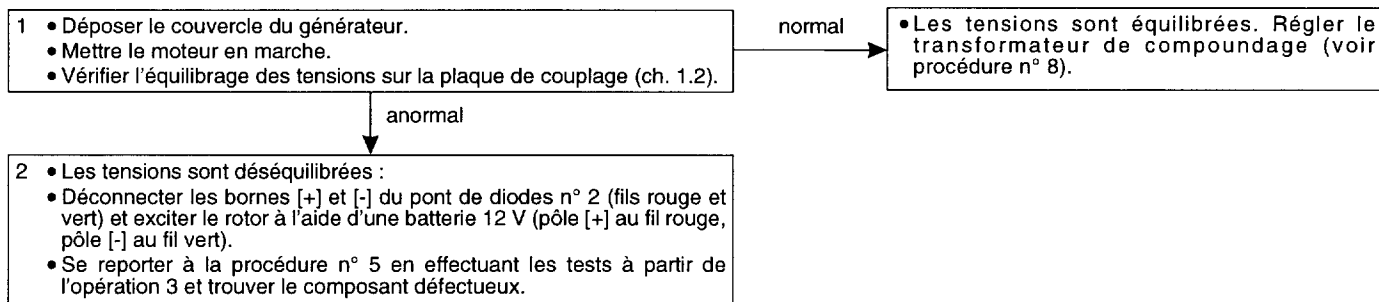 1 • Déposer le couvercle du générateur.
• Mettre le moteur en marche.
• Vérifier l'équilibrage des tensions sur la plaque de couplage (ch. 1.2).
normal
• Les tensions sont équilibrées. Régler le
transformateur de compoundage (voir
procédure n° 8).
anormal
2 • Les tensions sont déséquilibrées :
• Déconnecter les bornes [+] et [-] du pont de diodes n° 2 (fils rouge et
vert) et exciter le rotor à l'aide d'une batterie 12 V (pôle [+] au fil rouge,
pôle [-] au fil vert).
• Se reporter à la procédure n° 5 en effectuant les tests à partir de
l'opération 3 et trouver le composant défectueux.